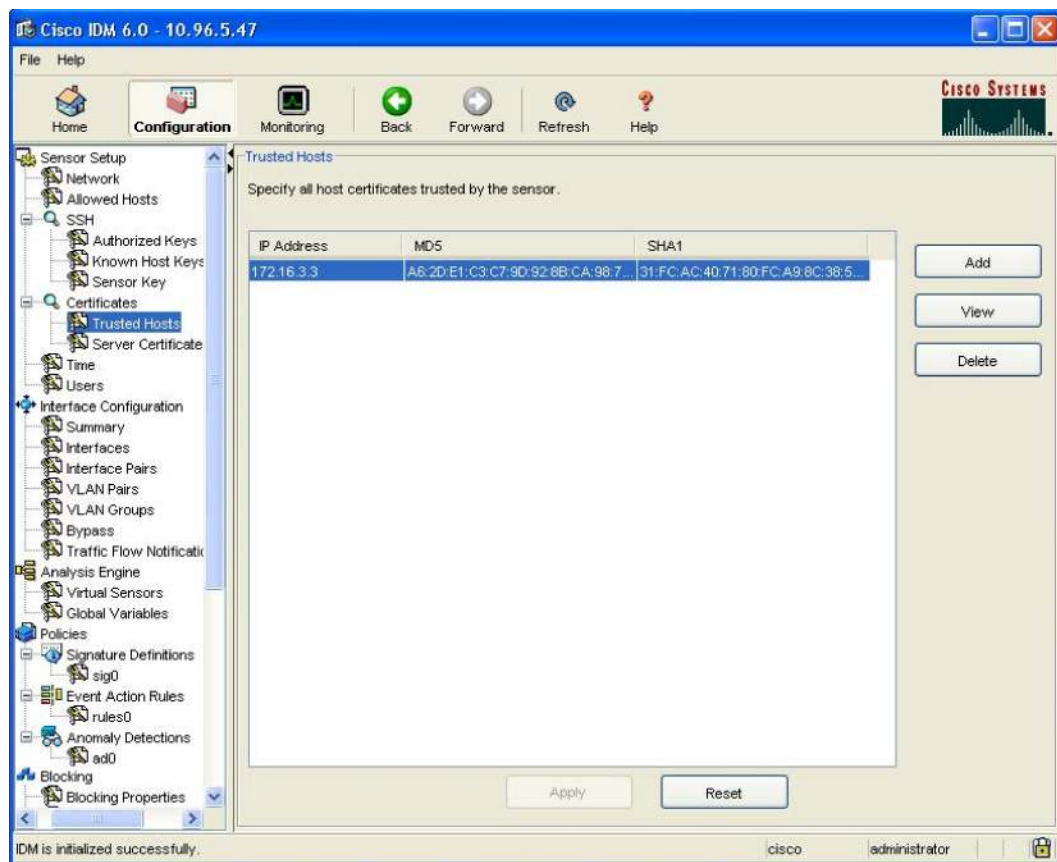 Cisco IDM 6.0 - 10.96.5.47
File Help
Home Configuration Monitoring Back Forward Refresh Help
CISCO SYSTEMS
Sensor Setup
Network
Allowed Hosts
SSH
Authorized Keys
Known Host Keys
Sensor Key
Certificates
Trusted Hosts
Server Certificate
Time
Users
Interface Configuration
Summary
Interfaces
Interface Pairs
VLAN Pairs
VLAN Groups
Bypass
Traffic Flow Notificatic
Analysis Engine
Virtual Sensors
Global Variables
Policies
Signature Definitions
sig0
Event Action Rules
rules0
Anomaly Detections
ad0
Blocking
Blocking Properties
Trusted Hosts
Specify all host certificates trusted by the sensor.
IP Address MD5 SHA1
172.16.3.3 A6:2D:E1:C3:C7:9D:92:8B:CA:98:7... 31:FC:AC:40:71:80:FC:A9:8C:38:5...
Add
View
Delete
Apply Reset
IDM is initialized successfully. cisco administrator